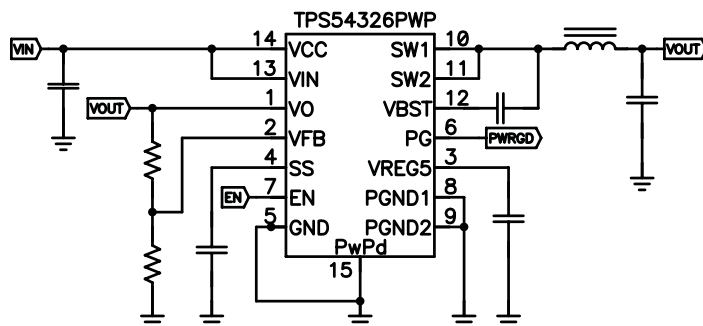 TPS54326PWP
VIN
14 VCC SW1 10
VOUT
13 VIN SW2 11
VOUT
1 VO VBST 12
2 VFB PG 6
PWRGD
4 SS VREG5 3
EN
7 EN PGND1 8
5 GND PGND2 9
PwPd
15